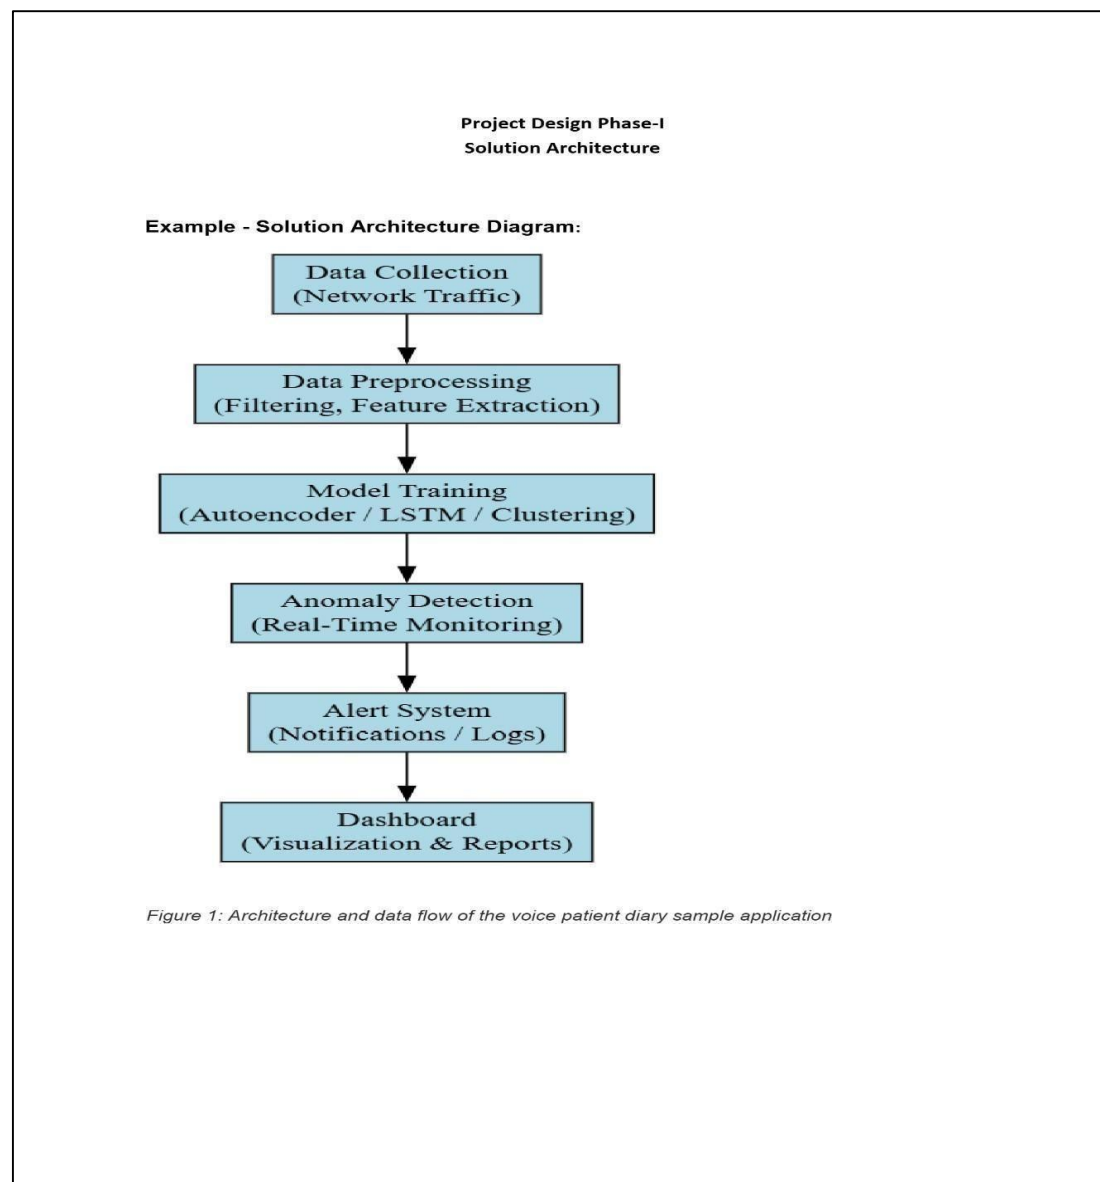 Project Design Phase-I
Solution Architecture
Example - Solution Architecture Diagram:
Data Collection
(Network Traffic)
Data Preprocessing
(Filtering, Feature Extraction)
Model Training
(Autoencoder / LSTM / Clustering)
Anomaly Detection
(Real-Time Monitoring)
Alert System
(Notifications / Logs)
Dashboard
(Visualization & Reports)
Figure 1: Architecture and data flow of the voice patient diary sample application